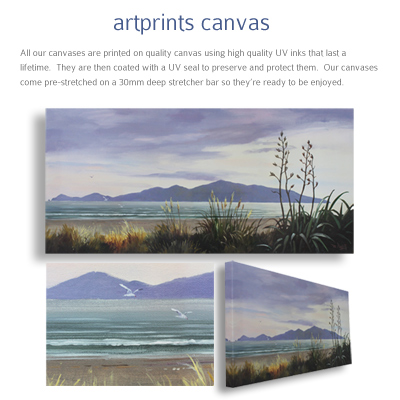 artprints canvas
All our canvases are printed on quality canvas using high quality UV inks that last a
lifetime.  They are then coated with a UV seal to preserve and protect them.  Our canvases
come pre-stretched on a 30mm deep stretcher bar so they're ready to be enjoyed.